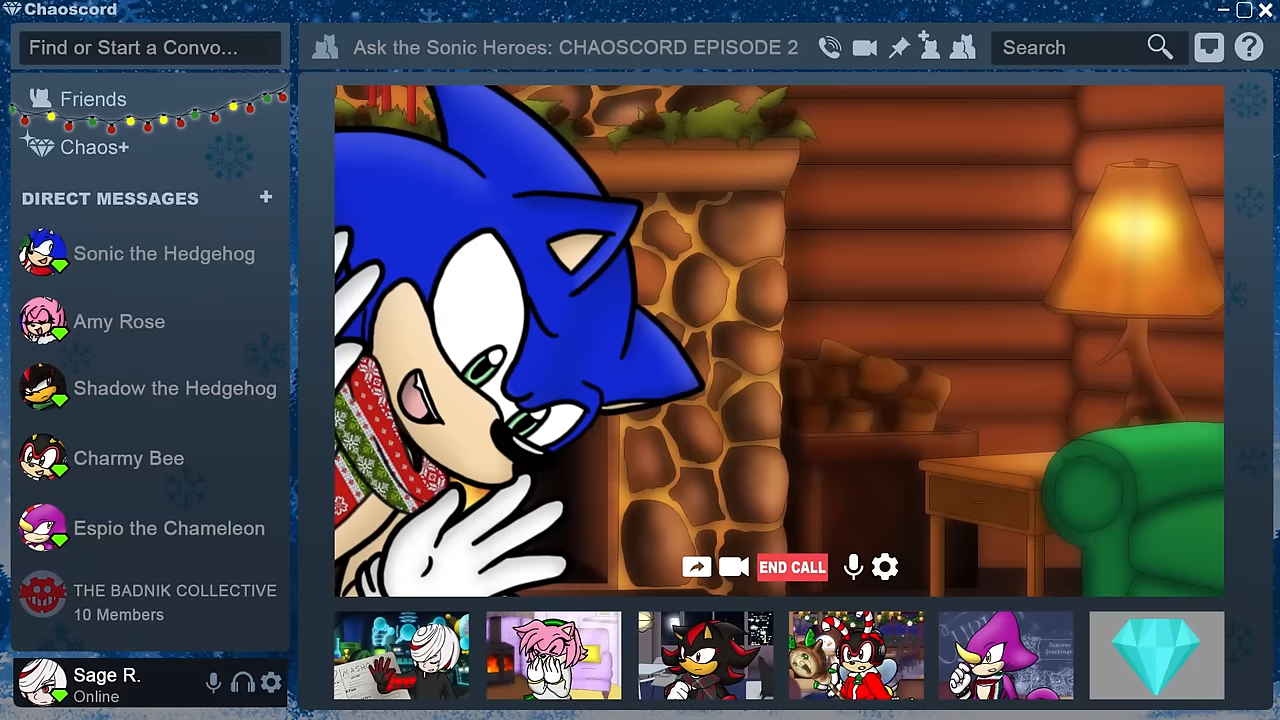 Chaoscord
Find or Start a Convo...
Ask the Sonic Heroes: CHAOSCORD EPISODE 2
Search
Friends
Chaos+
DIRECT MESSAGES
Sonic the Hedgehog
Amy Rose
Shadow the Hedgehog
Charmy Bee
Espio the Chameleon
THE BADNIK COLLECTIVE
10 Members
END CALL
Sage R.
Online